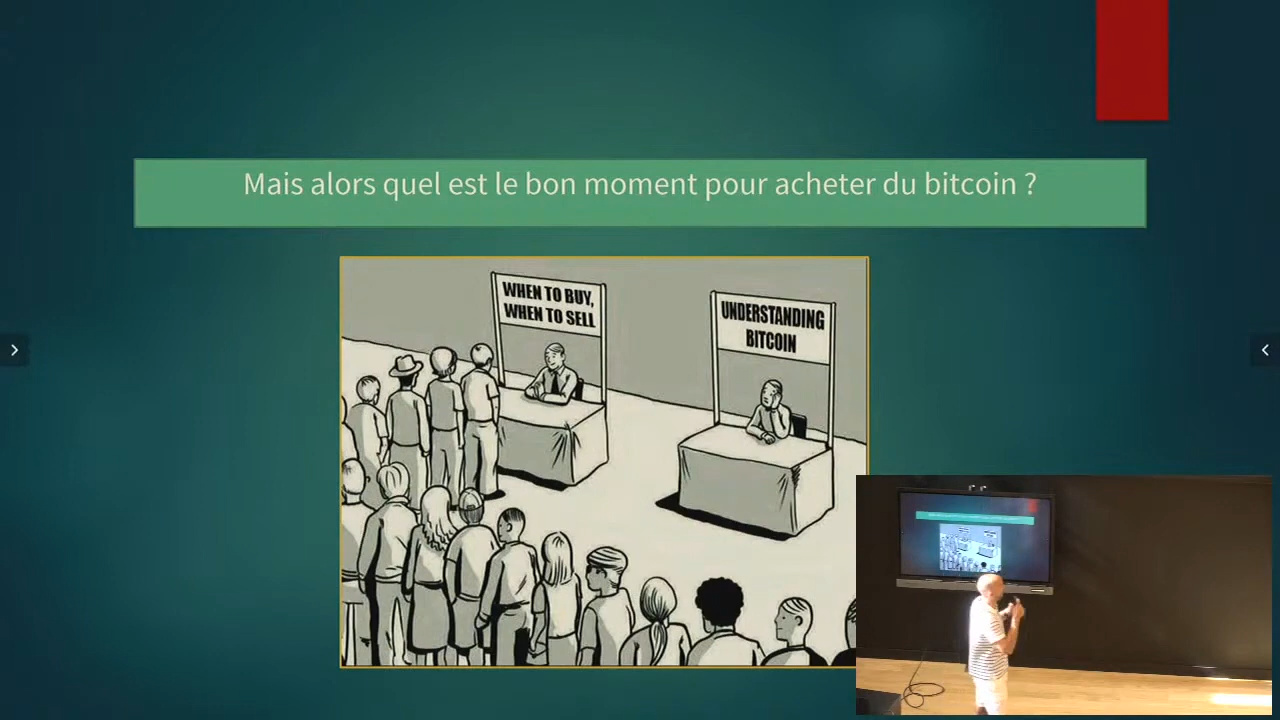 Mais alors quel est le bon moment pour acheter du bitcoin ?
WHEN TO BUY,
WHEN TO SELL
UNDERSTANDING
BITCOIN